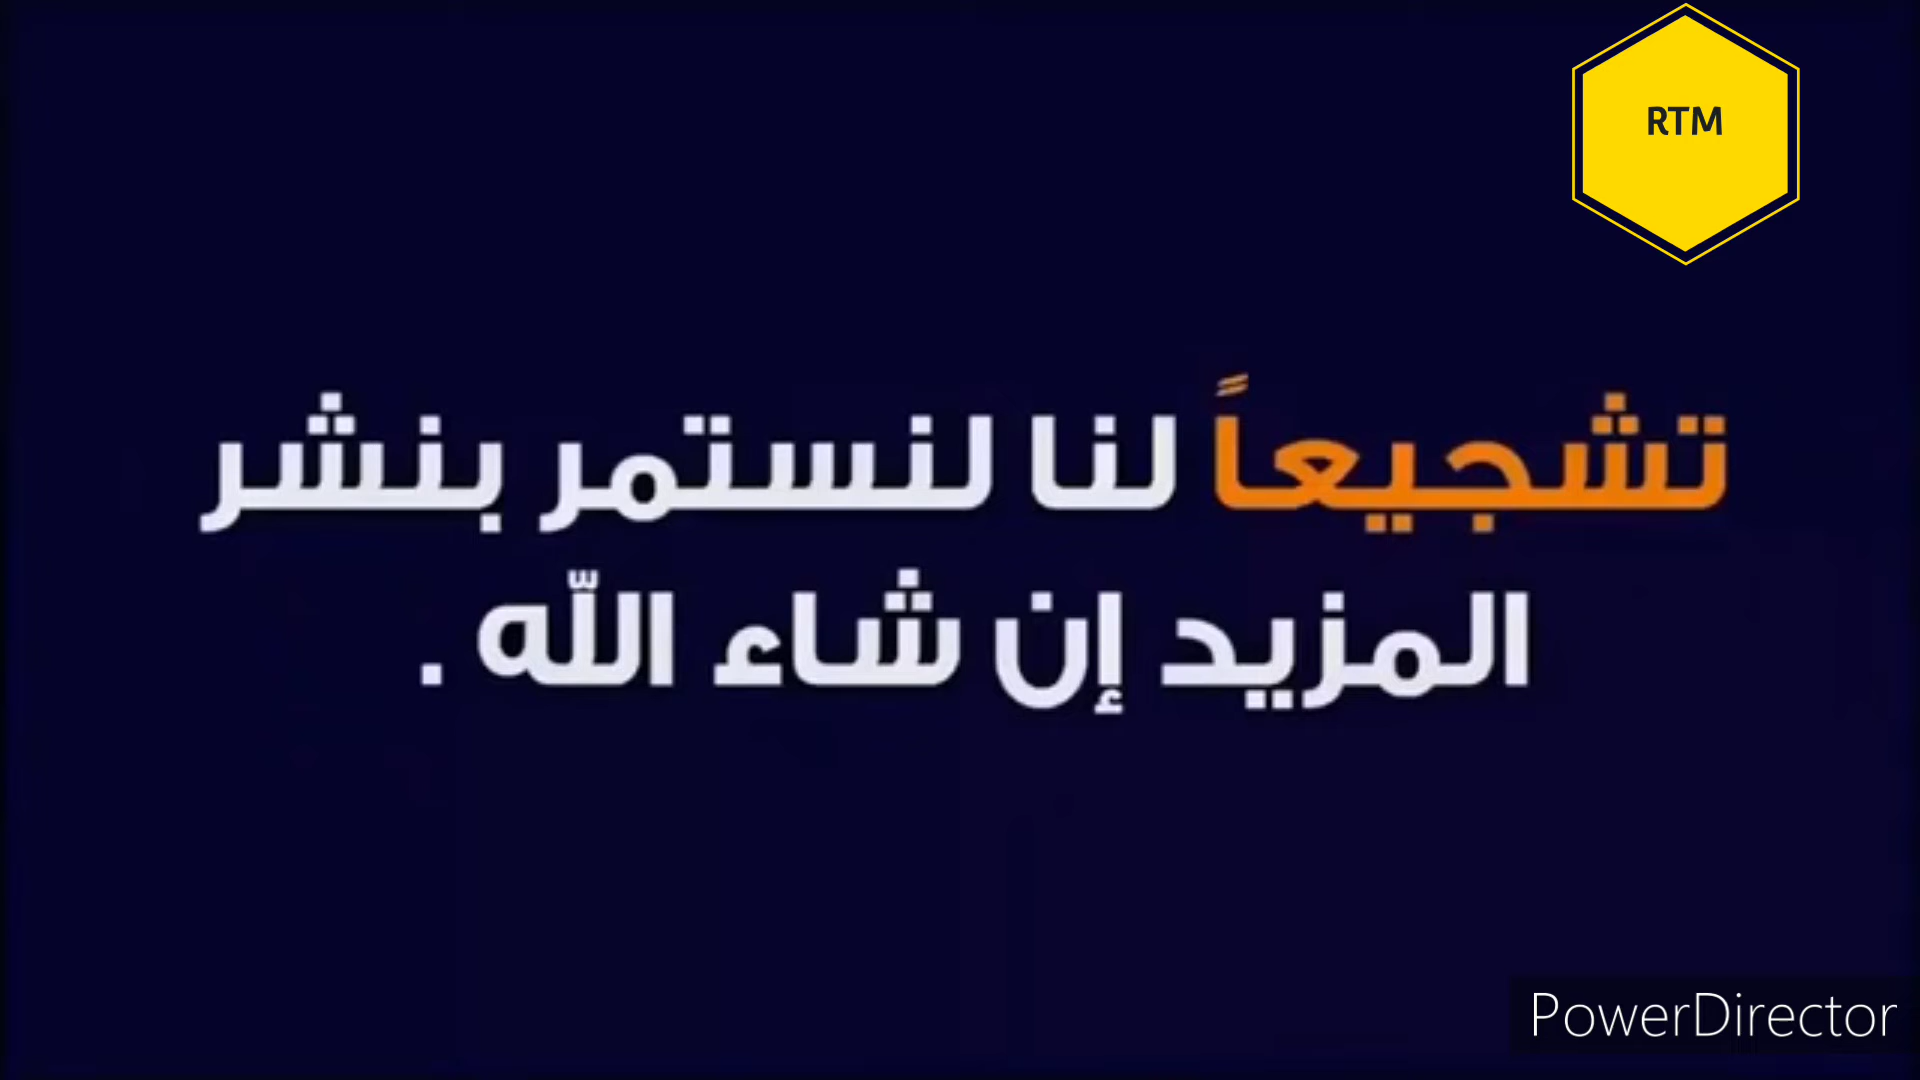 RTM
تشجيعاً لنا لنستمر بنشر
المزيد إن شاء اللّه .
PowerDirector